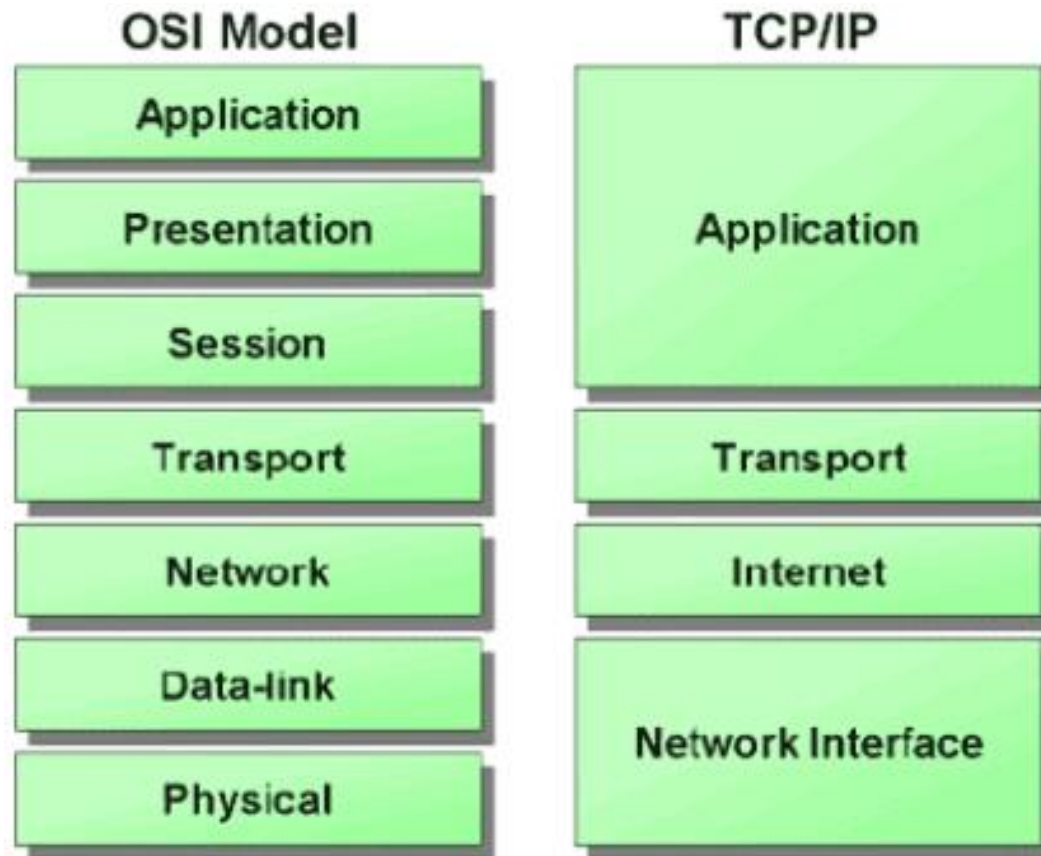 OSI Model
Application
Presentation
Session
Transport
Network
Data-link
Physical
TCP/IP
Application
Transport
Internet
Network Interface